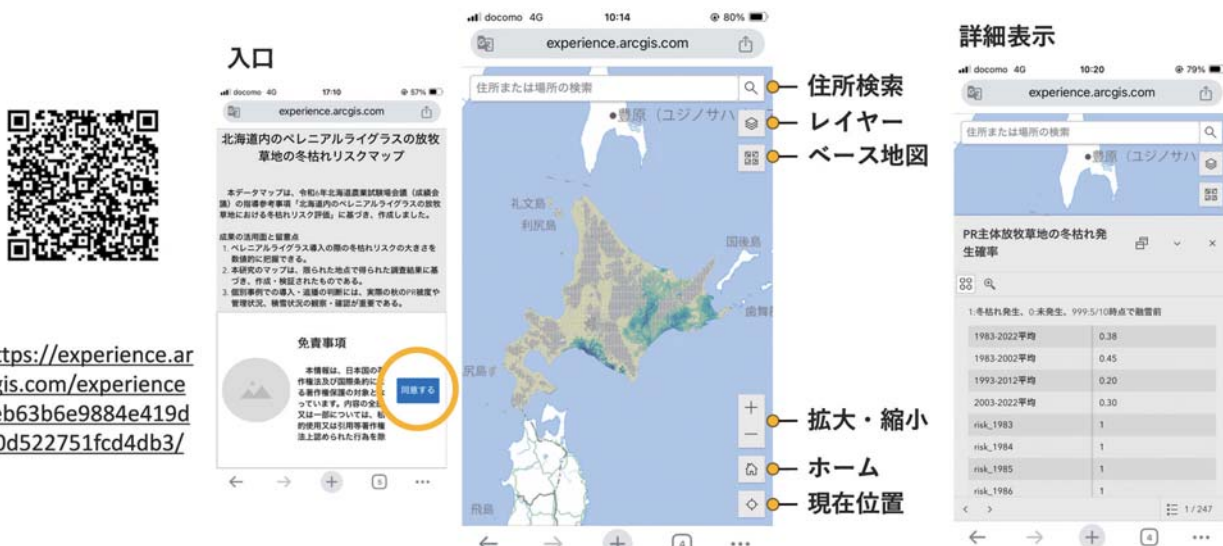 https://experience.ar
gis.com/experience
eb63b6e9884e419d
0d522751fcd4db3/
入口
docomo 4G 17:10 57%
experience.arcgis.com
北海道内のペレニアルライグラスの放牧
草地の冬枯れリスクマップ
本データマップは、令和6年北海道農業試験場会議（成績会
議）の指導参考事項「北海道内のペレニアルライグラスの放牧
草地における冬枯れリスク評価」に基づき、作成しました。
成果の活用面と留意点
1. ペレニアルライグラス導入の際の冬枯れリスクの大きさを
数値的に把握できる。
2. 本研究のマップは、限られた地点で得られた調査結果に基
づき、作成・検証されたものである。
3. 個別事例での導入・追播の判断には、実際の秋のPR被度や
管理状況、積雪状況の観察・確認が重要である。
免責事項
本情報は、日本国の著
作権法及び国際条約によ
る著作権保護の対象とな
っています。内容の全部
又は一部については、私
的使用又は引用等著作権
法上認められた行為を除
同意する
6
docomo 4G 10:14 80%
experience.arcgis.com
住所または場所の検索
豊原（ユジノサハ
礼文島
利尻島
国後島
歯舞
尻島
飛島
4
住所検索
レイヤー
ベース地図
拡大・縮小
ホーム
現在位置
詳細表示
docomo 4G 10:20 79%
experience.arcgis.com
住所または場所の検索
豊原（ユジノサハ
PR主体放牧草地の冬枯れ発
生確率
1:冬枯れ発生、0:未発生、999:5/10時点で融雪前
1983-2022平均 0.38
1983-2002平均 0.45
1993-2012平均 0.20
2003-2022平均 0.30
risk_1983 1
risk_1984 1
risk_1985 1
risk_1986 1
1 / 247
4